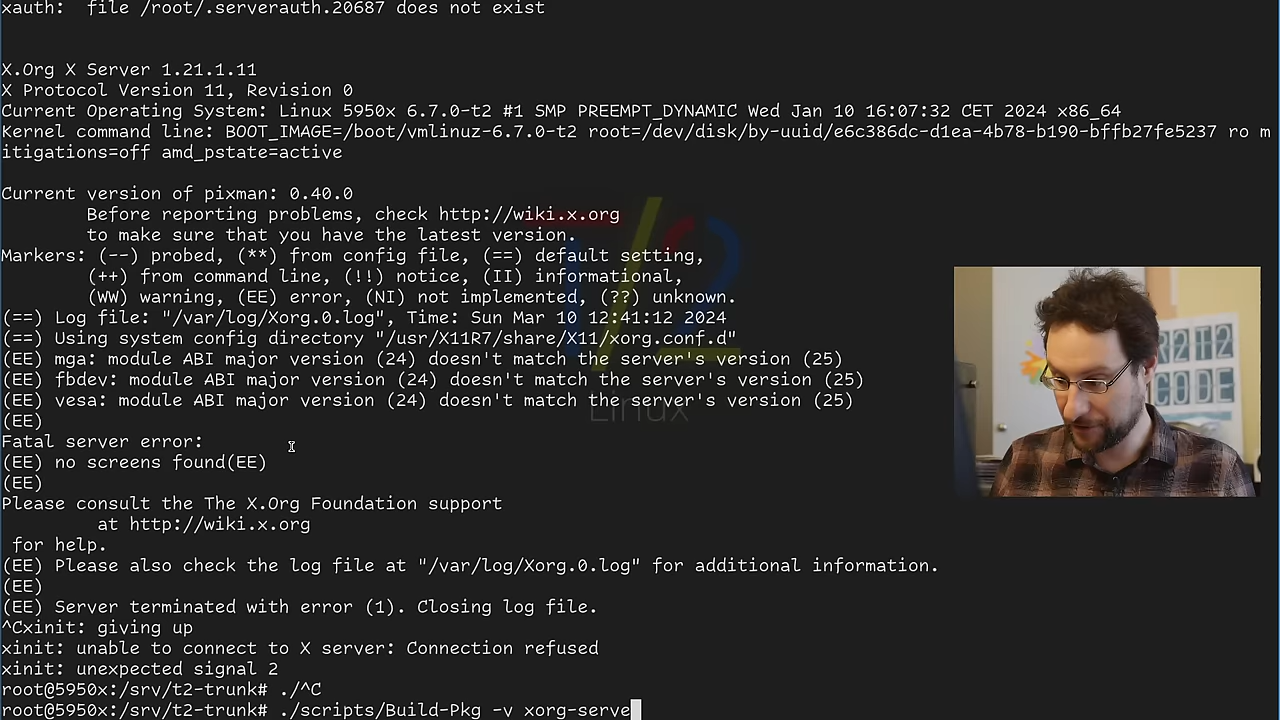 xauth:  file /root/.serverauth.20687 does not exist
X.Org X Server 1.21.1.11
X Protocol Version 11, Revision 0
Current Operating System: Linux 5950x 6.7.0-t2 #1 SMP PREEMPT_DYNAMIC Wed Jan 10 16:07:32 CET 2024 x86_64
Kernel command line: BOOT_IMAGE=/boot/vmlinuz-6.7.0-t2 root=/dev/disk/by-uuid/e6c386dc-d1ea-4b78-b190-bffb27fe5237 ro m
itigations=off amd_pstate=active
Current version of pixman: 0.40.0
Before reporting problems, check http://wiki.x.org
to make sure that you have the latest version.
Markers: (--) probed, (**) from config file, (==) default setting,
(++) from command line, (!!) notice, (II) informational,
(WW) warning, (EE) error, (NI) not implemented, (??) unknown.
(==) Log file: "/var/log/Xorg.0.log", Time: Sun Mar 10 12:41:12 2024
(==) Using system config directory "/usr/X11R7/share/X11/xorg.conf.d"
(EE) mga: module ABI major version (24) doesn't match the server's version (25)
(EE) fbdev: module ABI major version (24) doesn't match the server's version (25)
(EE) vesa: module ABI major version (24) doesn't match the server's version (25)
(EE)
Fatal server error:
(EE) no screens found(EE)
(EE)
Please consult the The X.Org Foundation support
at http://wiki.x.org
for help.
(EE) Please also check the log file at "/var/log/Xorg.0.log" for additional information.
(EE)
(EE) Server terminated with error (1). Closing log file.
^Cxinit: giving up
xinit: unable to connect to X server: Connection refused
xinit: unexpected signal 2
root@5950x:/srv/t2-trunk# ./^C
root@5950x:/srv/t2-trunk# ./scripts/Build-Pkg -v xorg-serve
T/2
Linux
R2T2
CODE